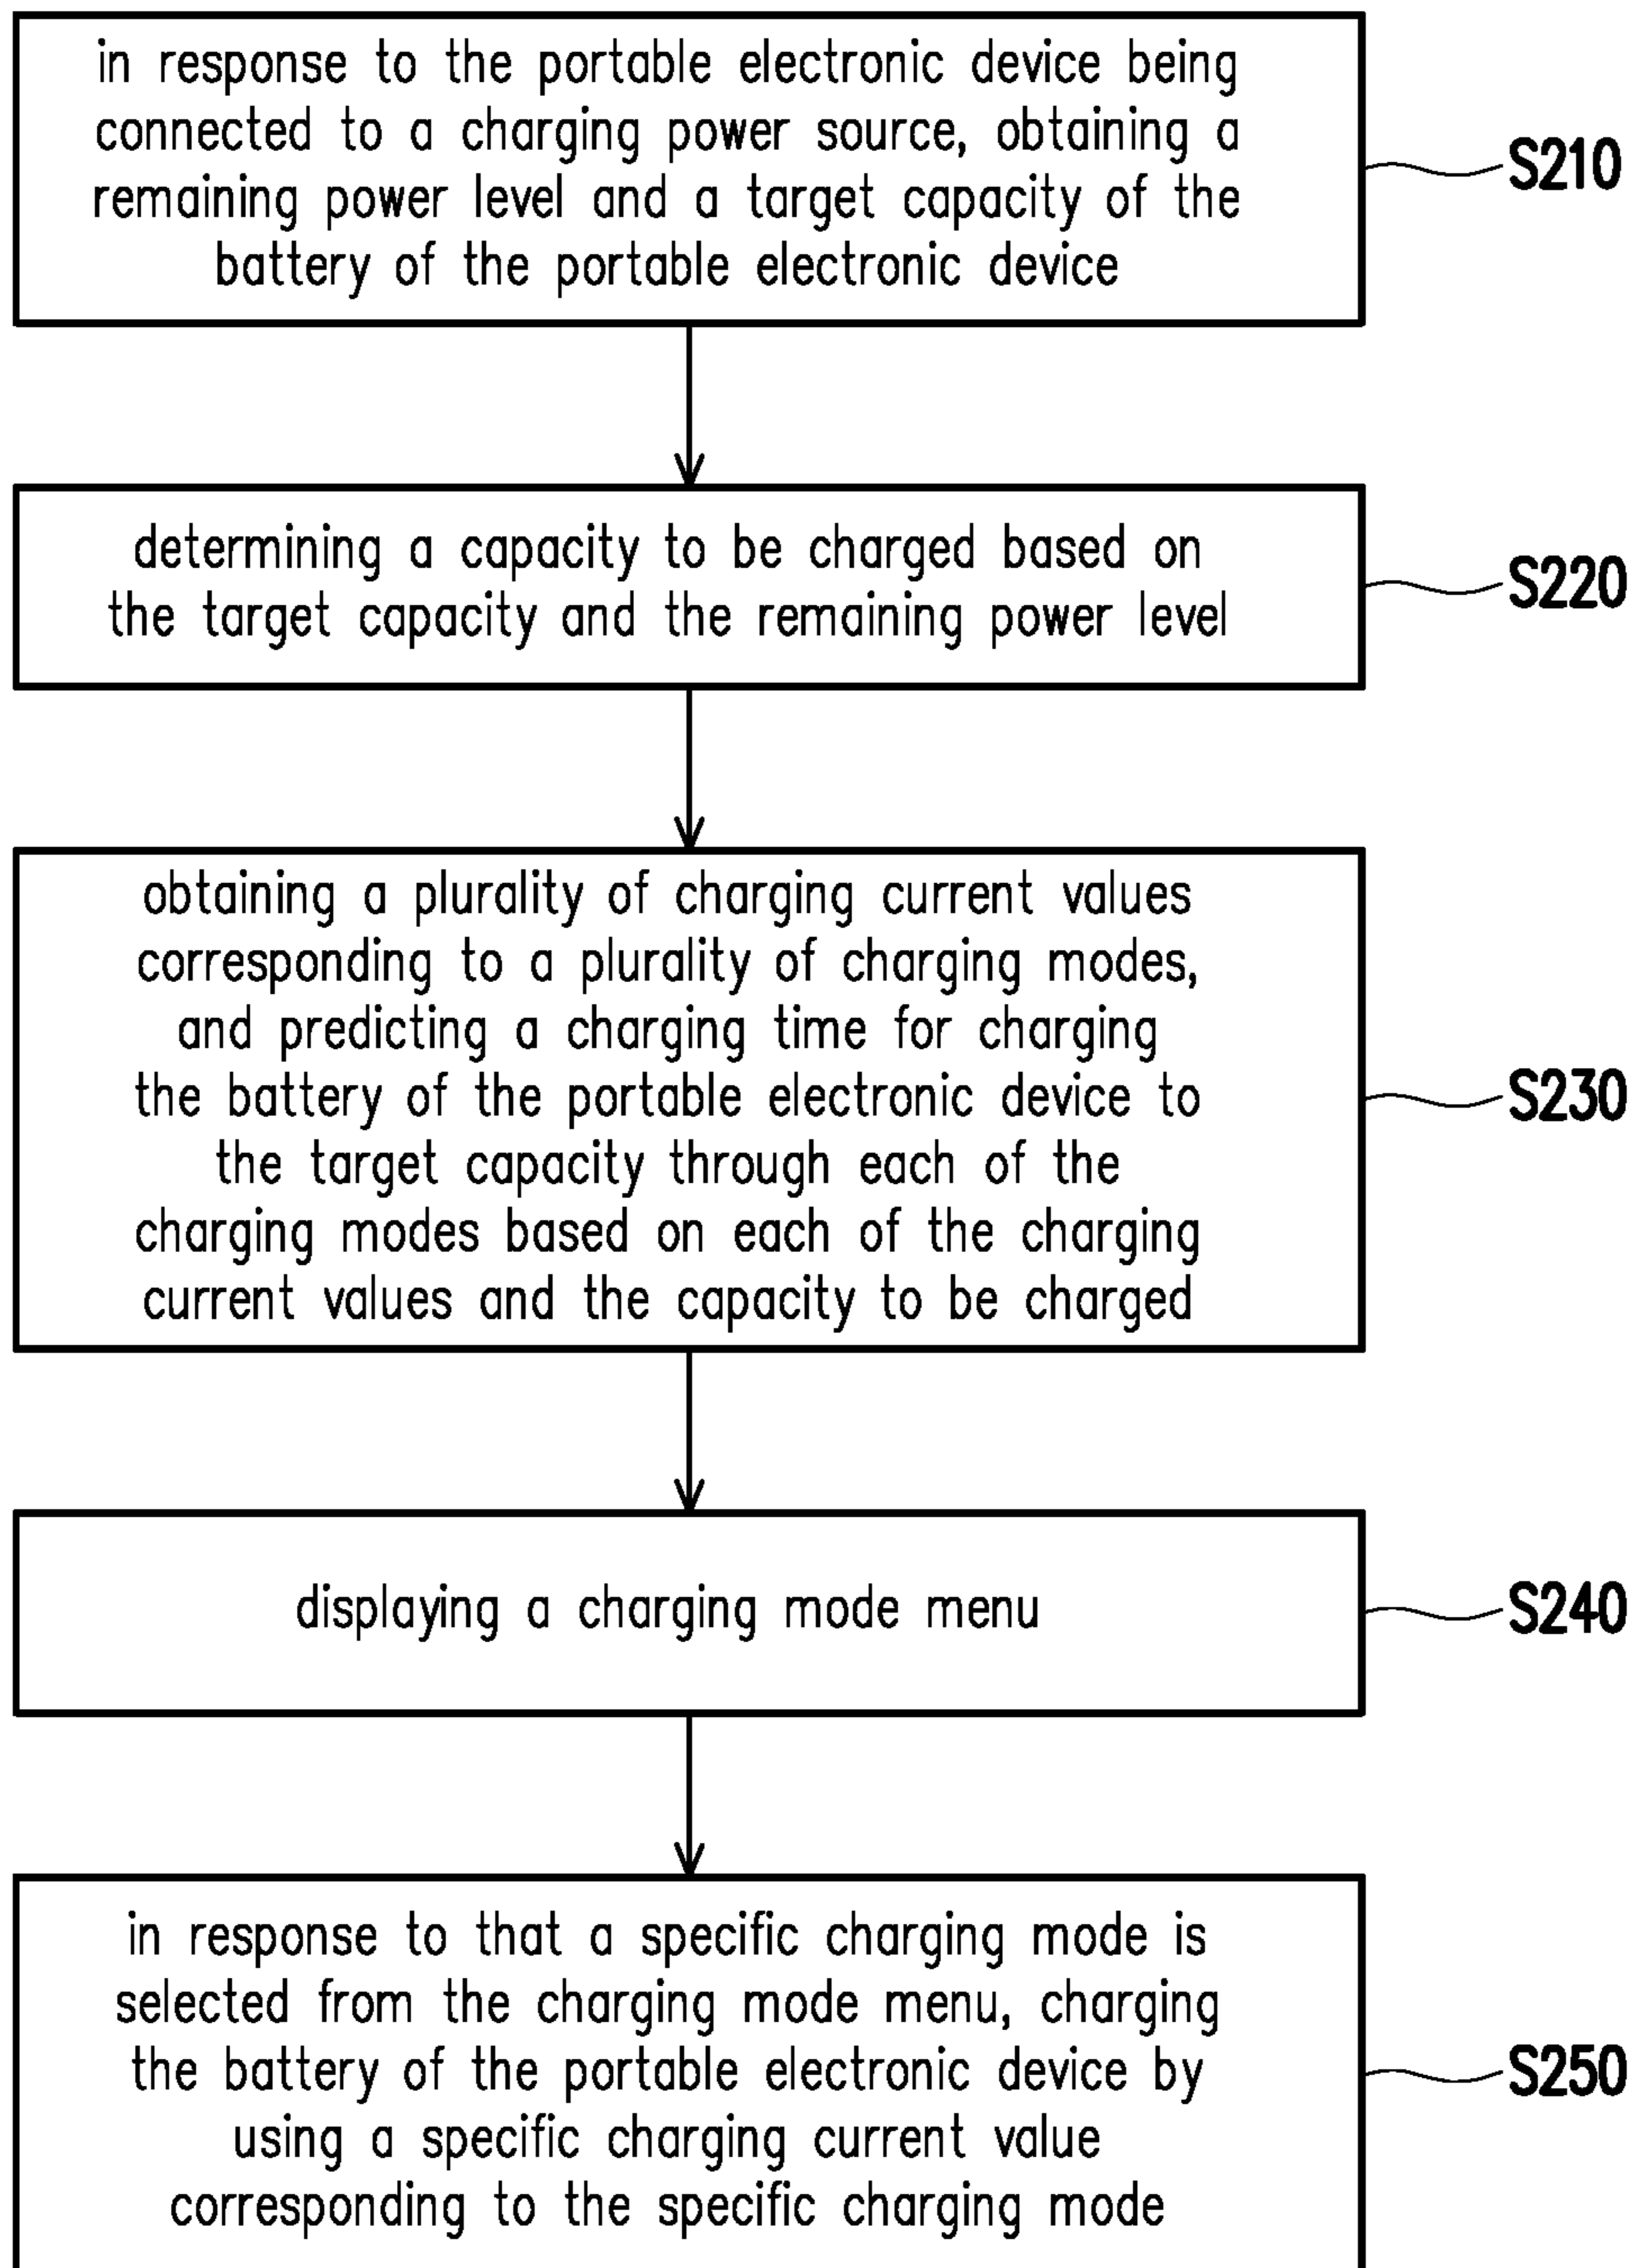 in response to the portable electronic device being
connected to a charging power source, obtaining a
remaining power level and a target capacity of the
battery of the portable electronic device
S210
determining a capacity to be charged based on
the target capacity and the remaining power level
S220
obtaining a plurality of charging current values
corresponding to a plurality of charging modes,
and predicting a charging time for charging
the battery of the portable electronic device to
the target capacity through each of the
charging modes based on each of the charging
current values and the capacity to be charged
S230
displaying a charging mode menu
S240
in response to that a specific charging mode is
selected from the charging mode menu, charging
the battery of the portable electronic device by
using a specific charging current value
corresponding to the specific charging mode
S250